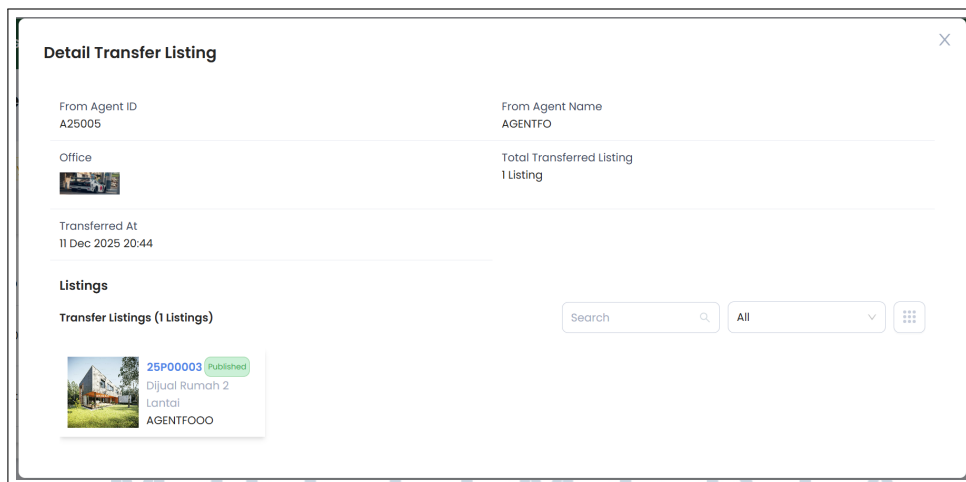 Detail Transfer Listing
From Agent ID
A25005
From Agent Name
AGENTFO
Office
Total Transferred Listing
1 Listing
Transferred At
11 Dec 2025 20:44
Listings
Transfer Listings (1 Listings)
Search
All
25P00003 Published
Dijual Rumah 2
Lantai
AGENTFOOO